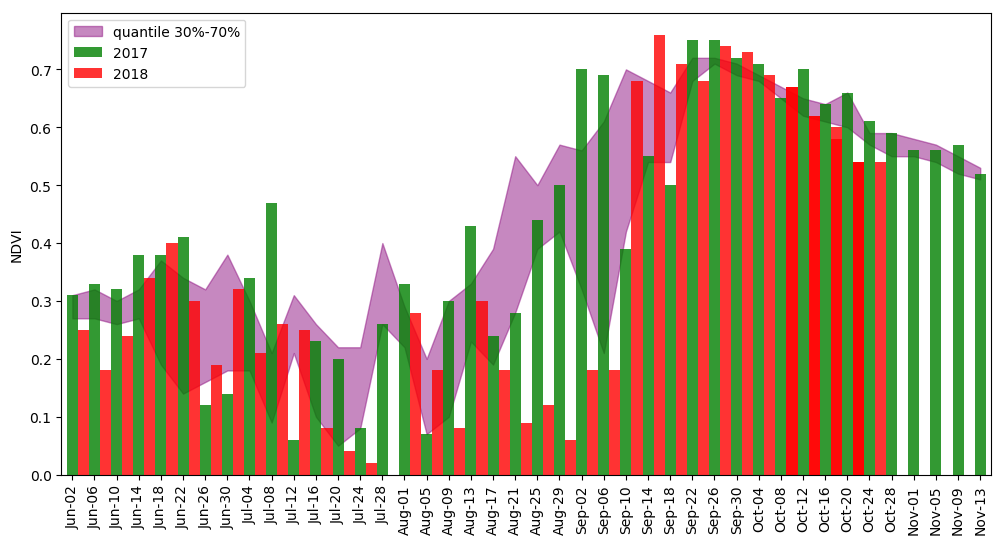 quantile 30%-70%
2017
2018
NDVI
0.7
0.6
0.5
0.4
0.3
0.2
0.1
0.0
Jun-02
Jun-06
Jun-10
Jun-14
Jun-18
Jun-22
Jun-26
Jun-30
Jul-04
Jul-08
Jul-12
Jul-16
Jul-20
Jul-24
Jul-28
Aug-01
Aug-05
Aug-09
Aug-13
Aug-17
Aug-21
Aug-25
Aug-29
Sep-02
Sep-06
Sep-10
Sep-14
Sep-18
Sep-22
Sep-26
Sep-30
Oct-04
Oct-08
Oct-12
Oct-16
Oct-20
Oct-24
Oct-28
Nov-01
Nov-05
Nov-09
Nov-13